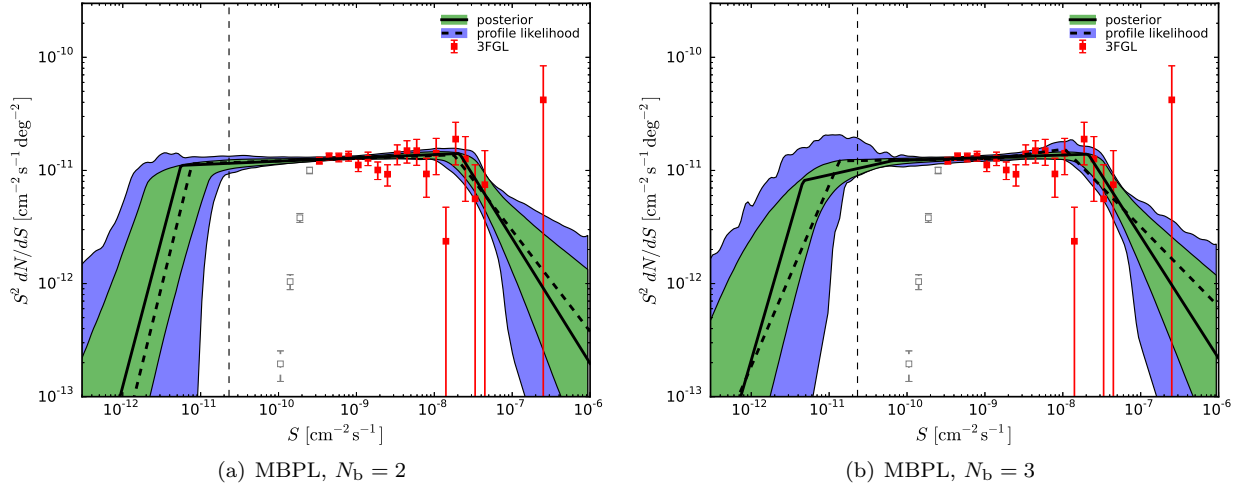 posterior
profile likelihood
3FGL
10⁻¹⁰
10⁻¹¹
10⁻¹²
10⁻¹³
S² dN/dS [cm⁻² s⁻¹ deg⁻²]
10⁻¹² 10⁻¹¹ 10⁻¹⁰ 10⁻⁹ 10⁻⁸ 10⁻⁷ 10⁻⁶
S [cm⁻² s⁻¹]
(a) MBPL, N_b = 2
posterior
profile likelihood
3FGL
10⁻¹⁰
10⁻¹¹
10⁻¹²
10⁻¹³
S² dN/dS [cm⁻² s⁻¹ deg⁻²]
10⁻¹² 10⁻¹¹ 10⁻¹⁰ 10⁻⁹ 10⁻⁸ 10⁻⁷ 10⁻⁶
S [cm⁻² s⁻¹]
(b) MBPL, N_b = 3